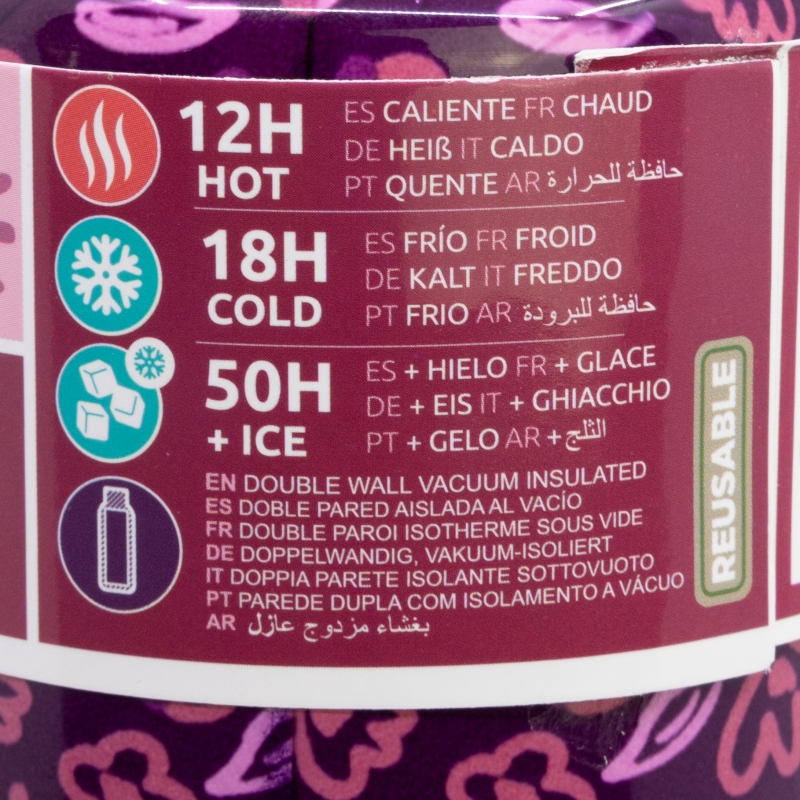 12H
HOT
ES CALIENTE FR CHAUD
DE HEIß IT CALDO
PT QUENTE AR حافظة للحرارة
18H
COLD
ES FRÍO FR FROID
DE KALT IT FREDDO
PT FRIO AR حافظة للبرودة
50H
+ ICE
ES + HIELO FR + GLACE
DE + EIS IT + GHIACCHIO
PT + GELO AR + الثلج
EN DOUBLE WALL VACUUM INSULATED
ES DOBLE PARED AISLADA AL VACÍO
FR DOUBLE PAROI ISOTHERME SOUS VIDE
DE DOPPELWANDIG, VAKUUM-ISOLIERT
IT DOPPIA PARETE ISOLANTE SOTTOVUOTO
PT PAREDE DUPLA COM ISOLAMENTO A VÁCUO
AR بغشاء مزدوج عازل
REUSABLE